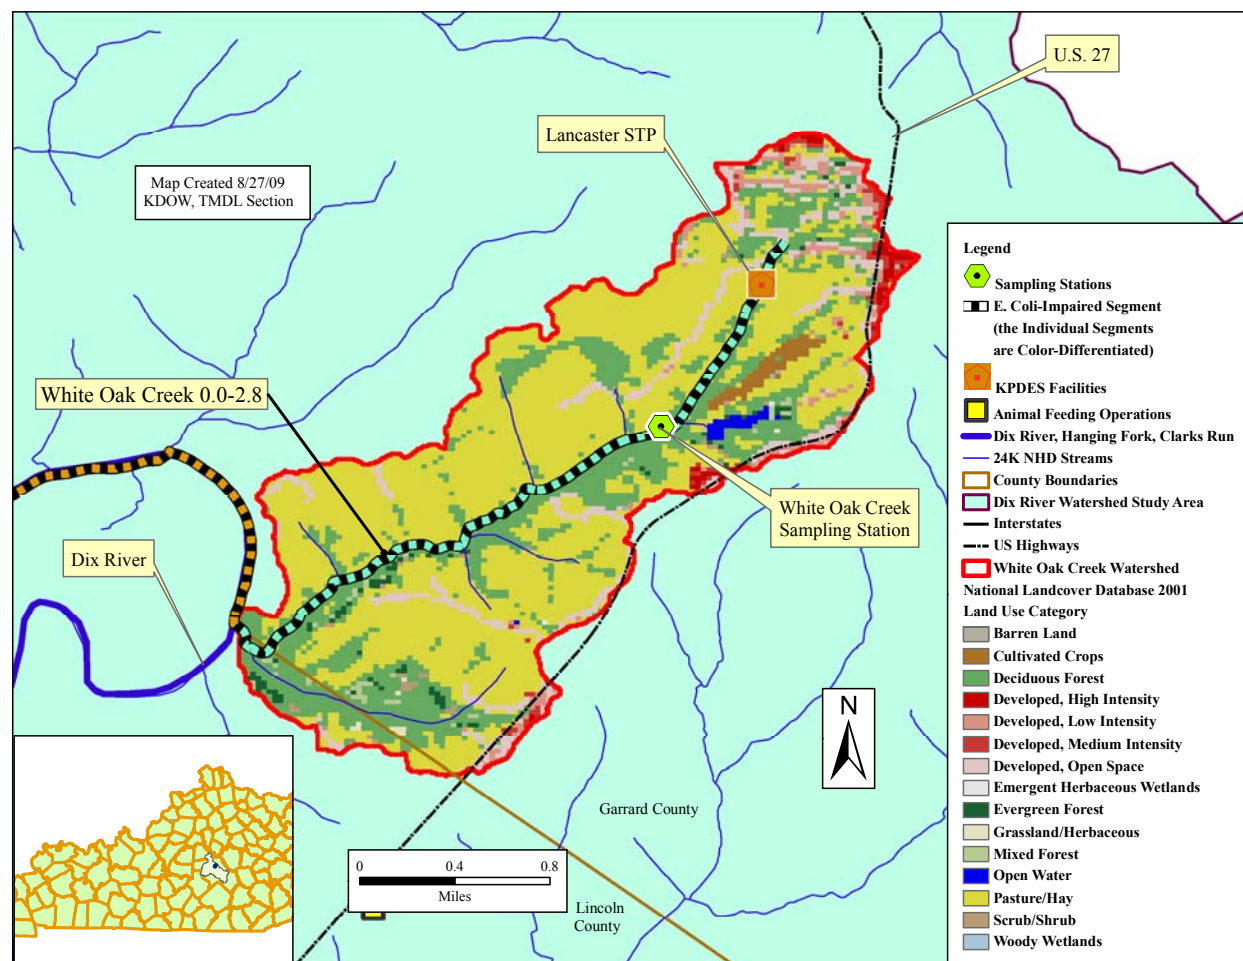 U.S. 27
Lancaster STP
Map Created 8/27/09
KDOW, TMDL Section
White Oak Creek 0.0-2.8
White Oak Creek
Sampling Station
Dix River
N
Garrard County
Lincoln
County
0 0.4 0.8
Miles
Legend
Sampling Stations
E. Coli-Impaired Segment
(the Individual Segments
are Color-Differentiated)
KPDES Facilities
Animal Feeding Operations
Dix River, Hanging Fork, Clarks Run
24K NHD Streams
County Boundaries
Dix River Watershed Study Area
Interstates
US Highways
White Oak Creek Watershed
National Landcover Database 2001
Land Use Category
Barren Land
Cultivated Crops
Deciduous Forest
Developed, High Intensity
Developed, Low Intensity
Developed, Medium Intensity
Developed, Open Space
Emergent Herbaceous Wetlands
Evergreen Forest
Grassland/Herbaceous
Mixed Forest
Open Water
Pasture/Hay
Scrub/Shrub
Woody Wetlands